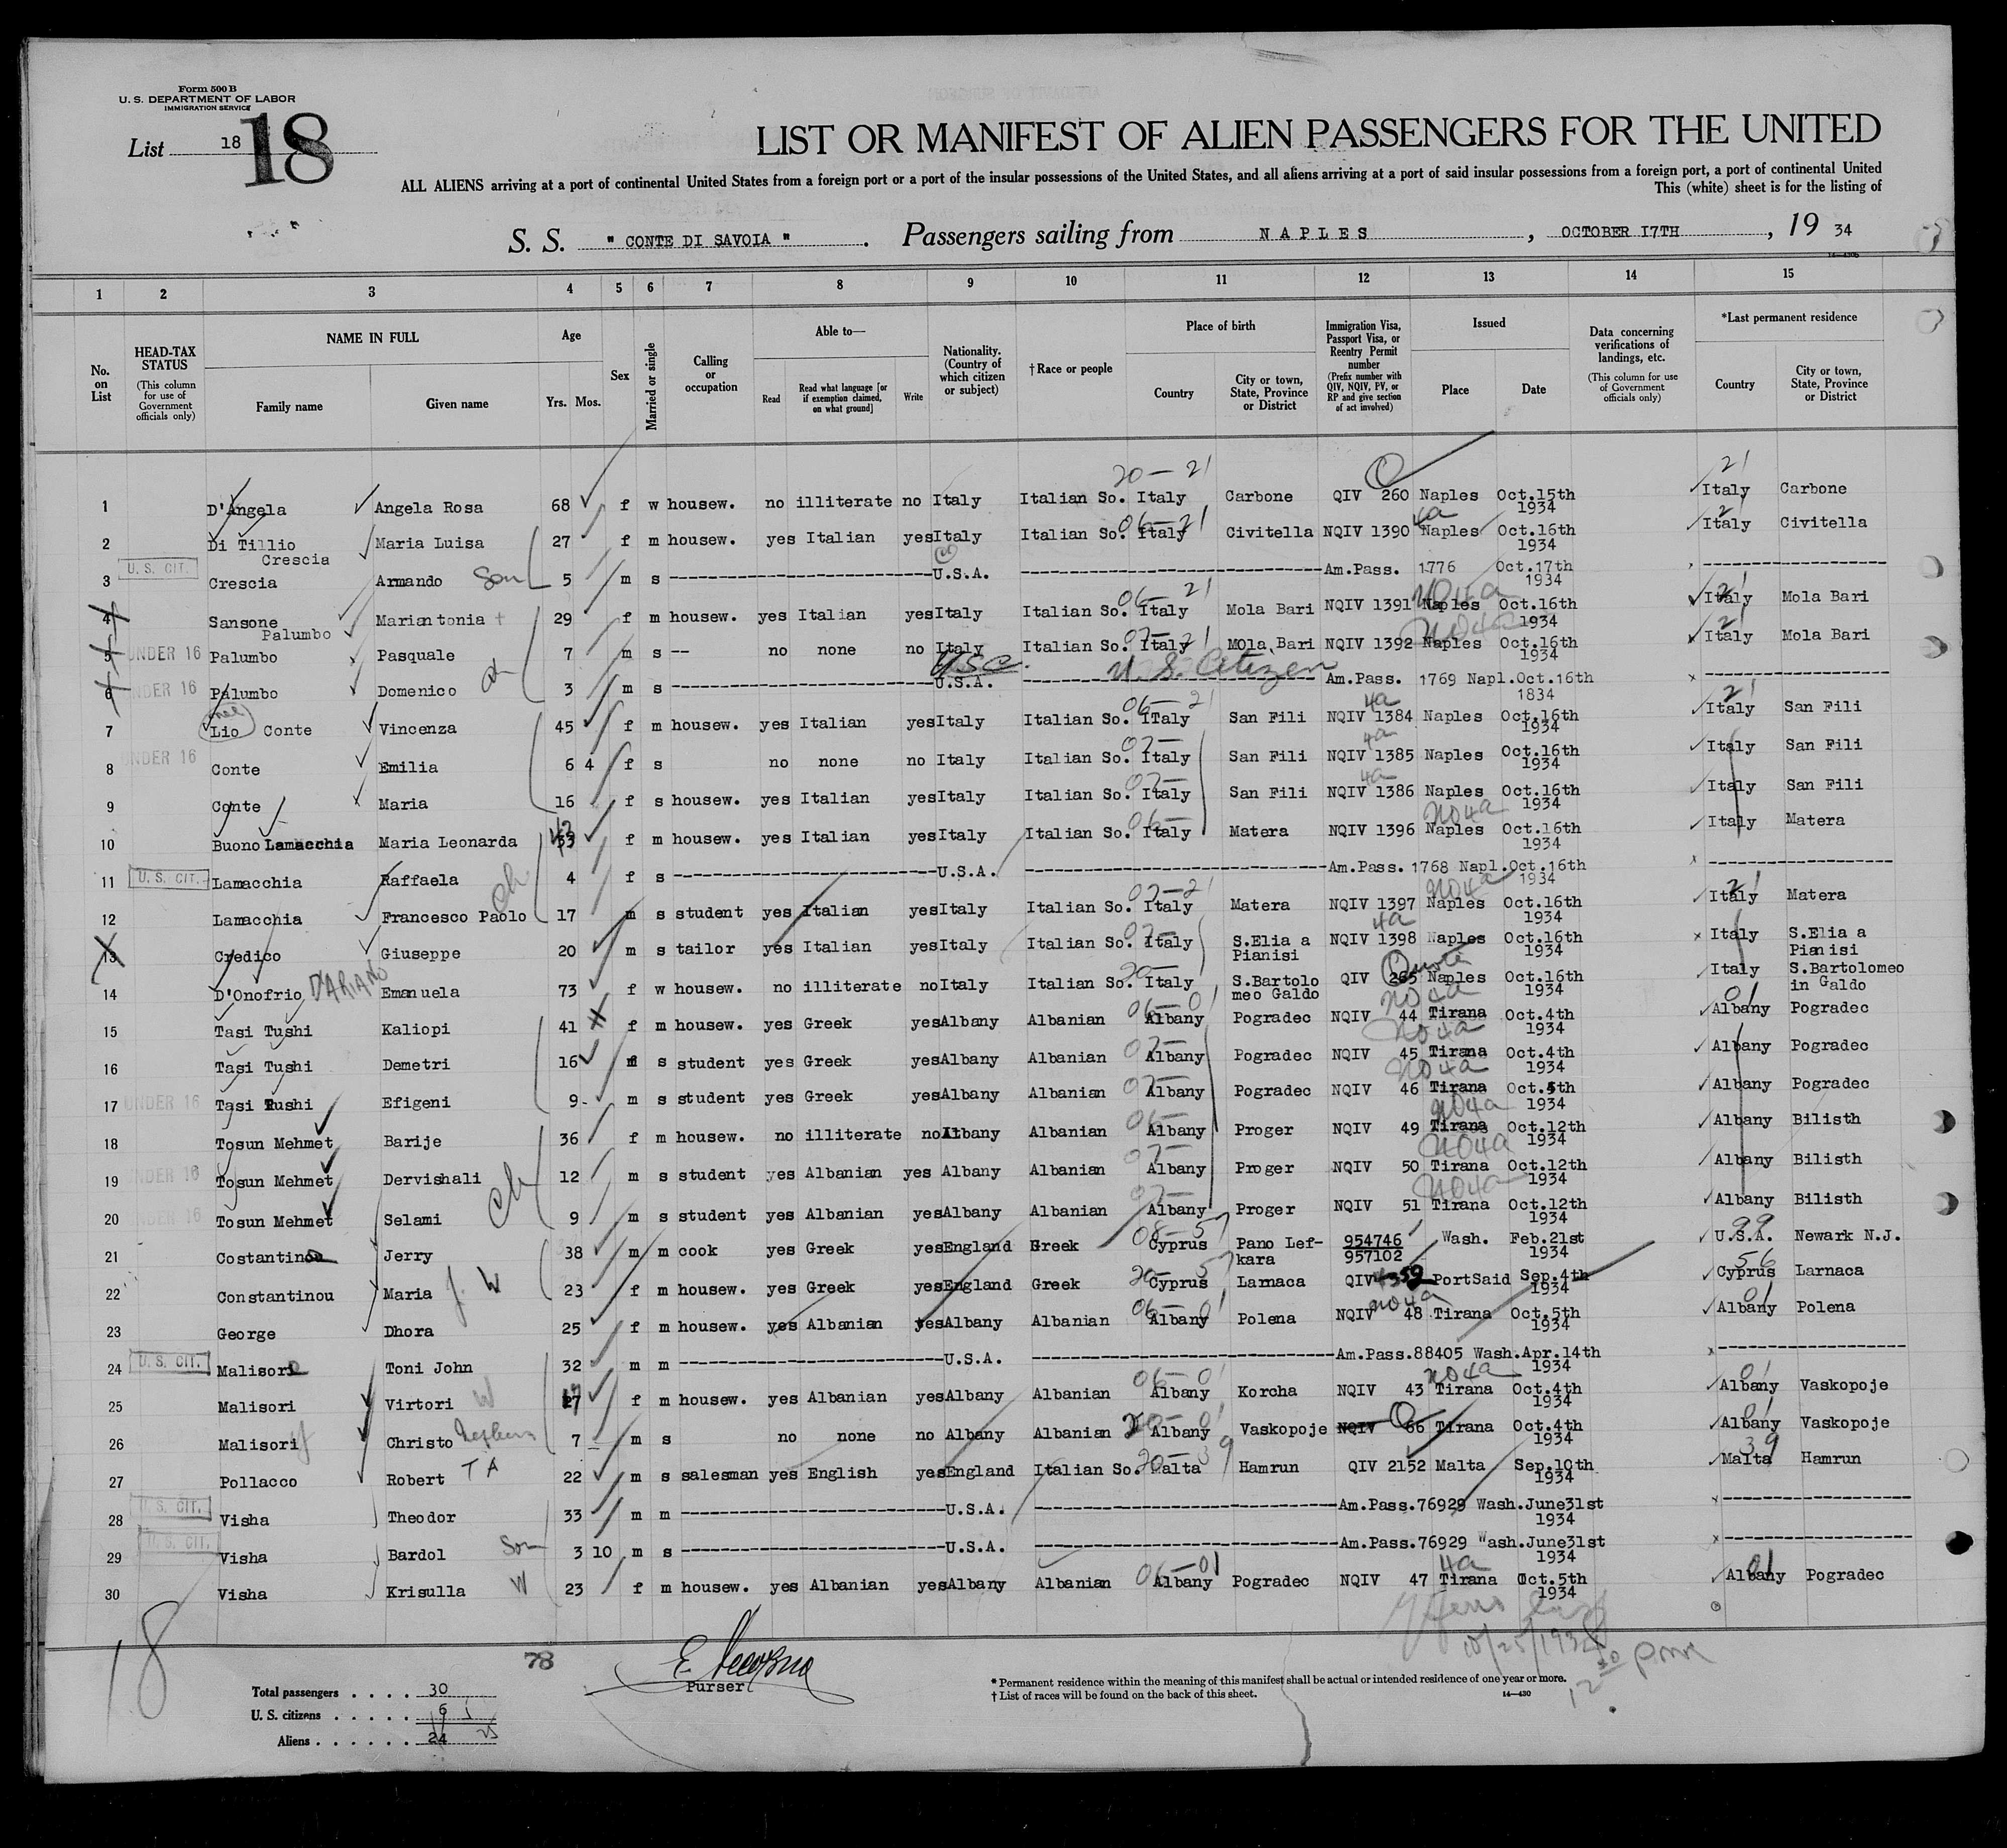 Form 500 B
U. S. DEPARTMENT OF LABOR
IMMIGRATION SERVICE
List 18 18
LIST OR MANIFEST OF ALIEN PASSENGERS FOR THE UNITED
ALL ALIENS arriving at a port of continental United States from a foreign port or a port of the insular possessions of the United States, and all aliens arriving at a port of said insular possessions from a foreign port, a port of continental United
This (white) sheet is for the listing of
S. S. " CONTE DI SAVOIA " . Passengers sailing from NAPLES , OCTOBER I7TH , 19 34
1 2 3 4 5 6 7 8 9 10 11 12 13 14 15
No. on List
HEAD-TAX STATUS (This column for use of Government officials only)
NAME IN FULL Family name Given name
Age Yrs. Mos.
Sex
Married or single
Calling or occupation
Able to— Read Read what language [or if exemption claimed, on what ground] Write
Nationality. (Country of which citizen or subject)
†Race or people
Place of birth Country City or town, State, Province or District
Immigration Visa, Passport Visa, or Reentry Permit number (Prefix number with QIV, NQIV, PV, or RP and give section of act involved)
Issued Place Date
Data concerning verifications of landings, etc. (This column for use of Government officials only)
*Last permanent residence Country City or town, State, Province or District
20-21 21
1 D'Angela Angela Rosa 68 f w housew. no illiterate no Italy Italian So. Italy Carbone QIV 260 Naples Oct.15th 1934 Italy Carbone
2 Di Tillio Crescia Maria Luisa 27 f m housew. yes Italian yes Italy Italian So. Italy Civitella NQIV 1390 Naples Oct.16th 1934 Italy Civitella
3 U. S. CIT. Crescia Armando Son 5 m s U.S.A. Am.Pass. 1776 Oct.17th 1934
4 Sansone Palumbo Mariantonia 29 f m housew. yes Italian yes Italy Italian So. Italy Mola Bari NQIV 1391 Naples Oct.16th 1934 Italy Mola Bari
5 UNDER 16 Palumbo Pasquale 7 m s -- no none no Italy Italian So. Italy MOla Bari NQIV 1392 Naples Oct.16th 1934 Italy Mola Bari
6 UNDER 16 Palumbo Domenico 3 m s USC. U.S.A. U. S. Citizen Am.Pass. 1769 Napl.Oct.16th 1834
7 Lio Conte Vincenza 45 f m housew. yes Italian yes Italy Italian So. ITaly San Fili NQIV 1384 Naples Oct.16th 1934 Italy San Fili
8 UNDER 16 Conte Emilia 6 4 f s no none no Italy Italian So. Italy San Fili NQIV 1385 Naples Oct.16th 1934 Italy San Fili
9 Conte Maria 16 f s housew. yes Italian yes Italy Italian So. Italy San Fili NQIV 1386 Naples Oct.16th 1934 Italy San Fili
10 Buono Lamacchia Maria Leonarda f m housew. yes Italian yes Italy Italian So. Italy Matera NQIV 1396 Naples Oct.16th 1934 Italy Matera
11 U. S. CIT. Lamacchia Raffaela 4 f s U.S.A. Am.Pass. 1768 Napl.Oct.16th 1934
12 Lamacchia Francesco Paolo 17 m s student yes Italian yes Italy Italian So. Italy Matera NQIV 1397 Naples Oct.16th 1934 Italy Matera
13 Credico Giuseppe 20 m s tailor yes Italian yes Italy Italian So. Italy S.Elia a Pianisi NQIV 1398 Naples Oct.16th 1934 Italy S.Elia a Pianisi
14 D'Onofrio D'ARIANO Emanuela 73 f w housew. no illiterate no Italy Italian So. Italy S.Bartolo meo Galdo QIV 265 Naples Oct.16th 1934 Italy S.Bartolomeo in Galdo
15 Tasi Tushi Kaliopi 41 f m housew. yes Greek yes Albany Albanian Albany Pogradec NQIV 44 Tirana Oct.4th 1934 Albany Pogradec
16 Tasi Tushi Demetri 16 m s student yes Greek yes Albany Albanian Albany Pogradec NQIV 45 Tirana Oct.4th 1934 Albany Pogradec
17 UNDER 16 Tasi Tushi Efigeni 9 m s student yes Greek yes Albany Albanian Albany Pogradec NQIV 46 Tirana Oct.5th 1934 Albany Pogradec
18 Tosun Mehmet Barije 36 f m housew. no illiterate no Albany Albanian Albany Proger NQIV 49 Tirana Oct.12th 1934 Albany Bilisth
19 UNDER 16 Tosun Mehmet Dervishali 12 m s student yes Albanian yes Albany Albanian Albany Proger NQIV 50 Tirana Oct.12th 1934 Albany Bilisth
20 UNDER 16 Tosun Mehmet Selami 9 m s student yes Albanian yes Albany Albanian Albany Proger NQIV 51 Tirana Oct.12th 1934 Albany Bilisth
21 Costantinou Jerry 38 m m cook yes Greek yes England Greek Cyprus Pano Lef- kara 954746 957102 Wash. Feb.21st 1934 U.S.A. Newark N.J.
22 Constantinou Maria W 23 f m housew. yes Greek yes England Greek Cyprus Larnaca QIV PortSaid Sep.4th 1934 Cyprus Larnaca
23 George Dhora 25 f m housew. yes Albanian yes Albany Albanian Albany Polena NQIV 48 Tirana Oct.5th 1934 Albany Polena
24 U. S. CIT. Malisori Toni John 32 m m U.S.A. Am.Pass.88405 Wash.Apr.14th 1934
25 Malisori Virtori W f m housew. yes Albanian yes Albany Albanian Albany Korcha NQIV 43 Tirana Oct.4th 1934 Albany Vaskopoje
26 Malisori Christo 7 m s no none no Albany Albanian Albany Vaskopoje NQIV 66 Tirana Oct.4th 1934 Albany Vaskopoje
27 Pollacco Robert T A 22 m s salesman yes English yes England Italian So. Malta Hamrun QIV 2152 Malta Sep.10th 1934 Malta Hamrun
28 U. S. CIT. Visha Theodor 33 m m U.S.A. Am.Pass.76929 Wash.June31st 1934
29 U. S. CIT. Visha Bardol Son 3 10 m s U.S.A. Am.Pass.76929 Wash.June31st 1934
30 Visha Krisulla W 23 f m housew. yes Albanian yes Albany Albanian Albany Pogradec NQIV 47 Tirana Oct.5th 1934 Albany Pogradec
18
78
Purser
10/25/1934
12 30 pm
Total passengers . . . . 30
U. S. citizens . . . . . 6
Aliens . . . . . . 24 25
* Permanent residence within the meaning of this manifest shall be actual or intended residence of one year or more.
† List of races will be found on the back of this sheet. 14—430